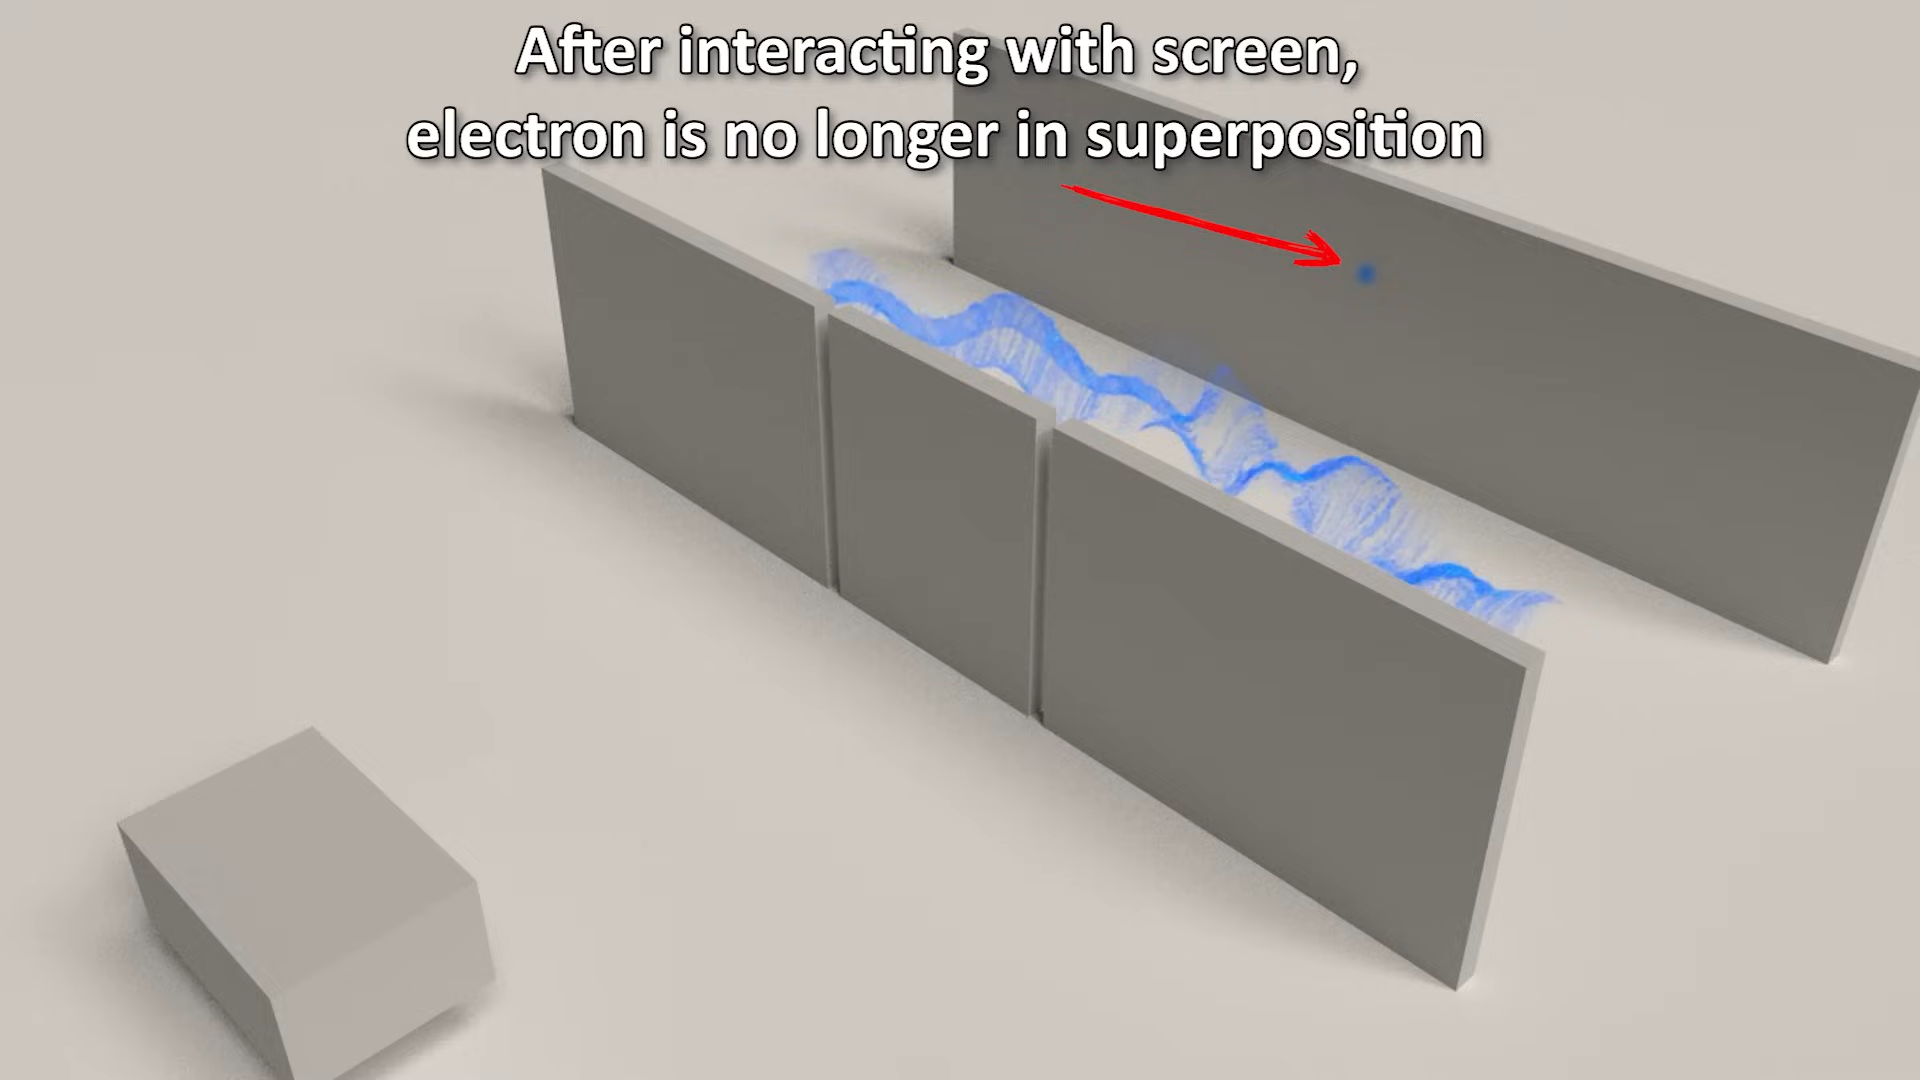 After interacting with screen,
electron is no longer in superposition